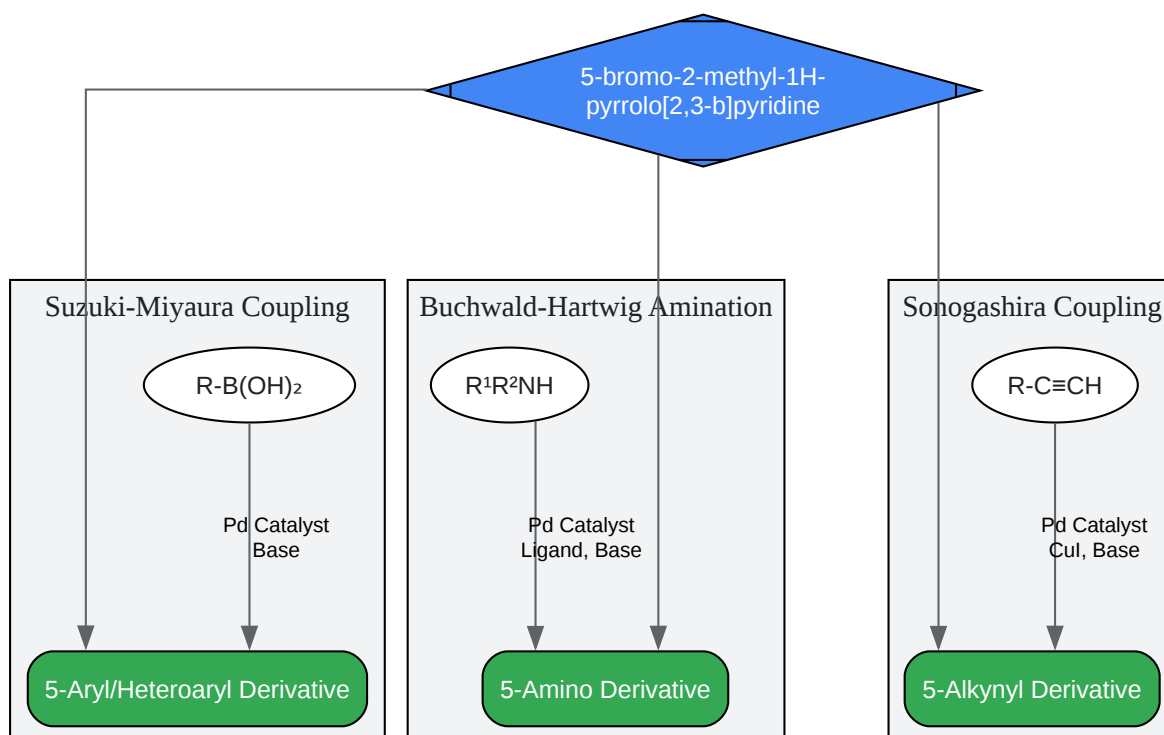 5-bromo-2-methyl-1H-
pyrrolo[2,3-b]pyridine
Suzuki-Miyaura Coupling
R-B(OH)₂
Pd Catalyst
Base
5-Aryl/Heteroaryl Derivative
Buchwald-Hartwig Amination
R¹R²NH
Pd Catalyst
Ligand, Base
5-Amino Derivative
Sonogashira Coupling
R-C≡CH
Pd Catalyst
CuI, Base
5-Alkynyl Derivative